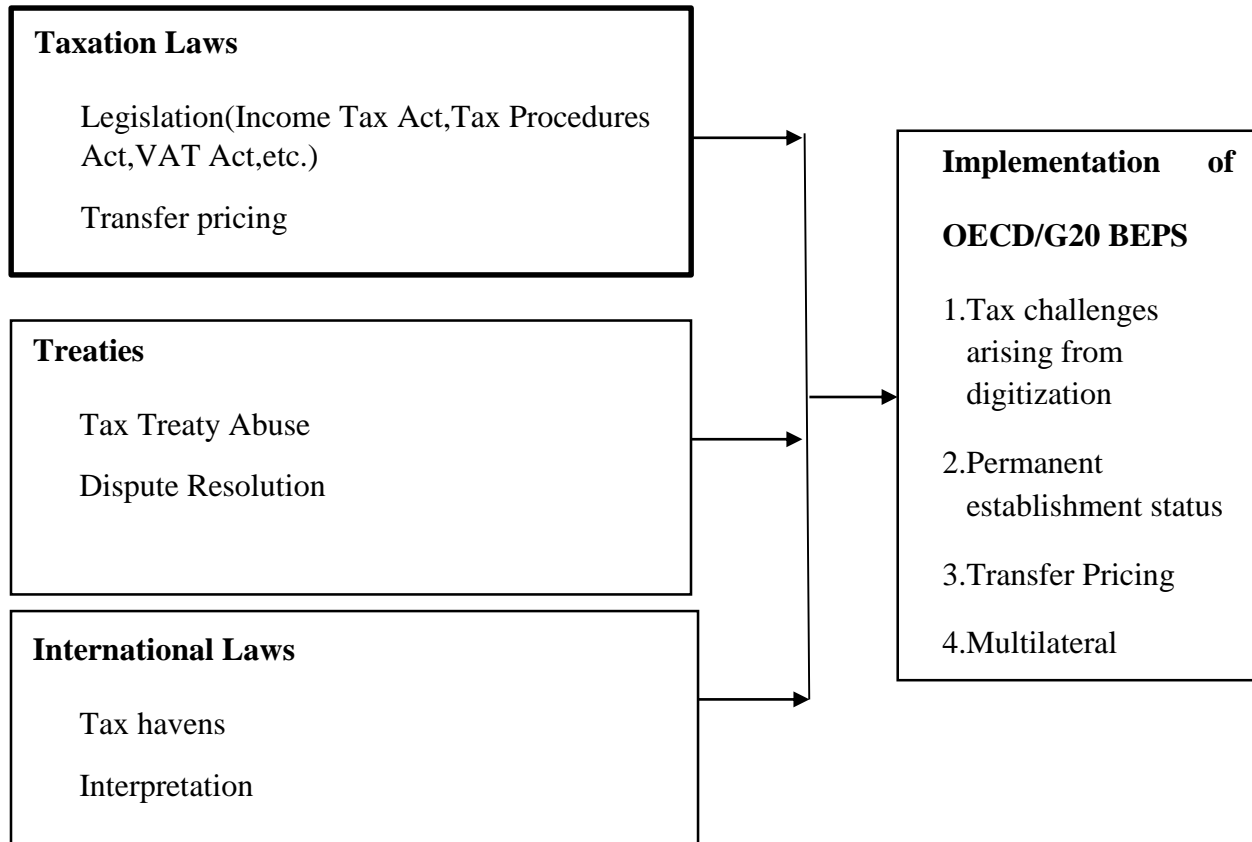 Taxation Laws
Legislation(Income Tax Act,Tax Procedures
Act,VAT Act,etc.)
Transfer pricing
Treaties
Tax Treaty Abuse
Dispute Resolution
International Laws
Tax havens
Interpretation
Implementation of
OECD/G20 BEPS
1.Tax challenges
arising from
digitization
2.Permanent
establishment status
3.Transfer Pricing
4.Multilateral